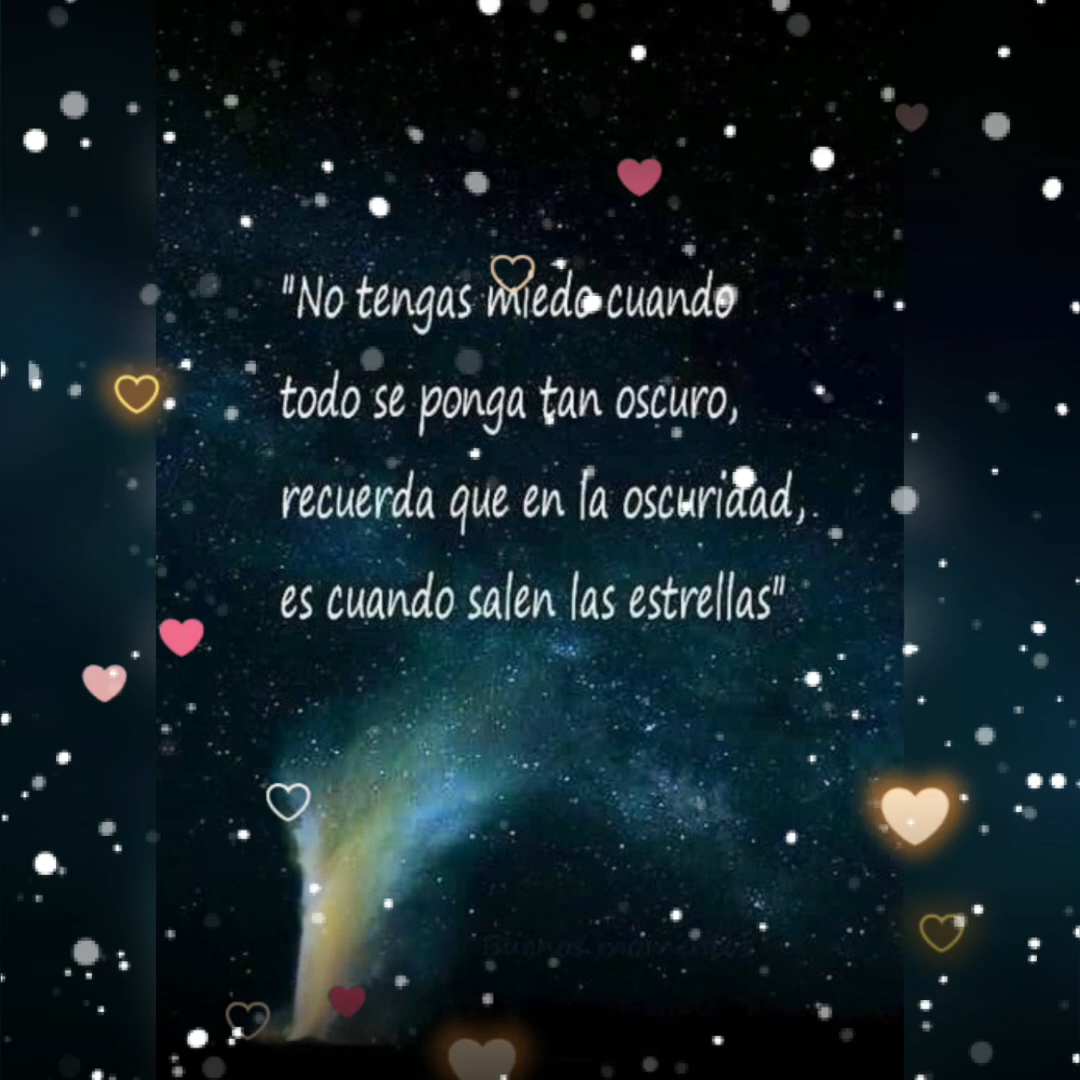 "No tengas miedo cuando
todo se ponga tan oscuro,
recuerda que en la oscuridad,
es cuando salen las estrellas"